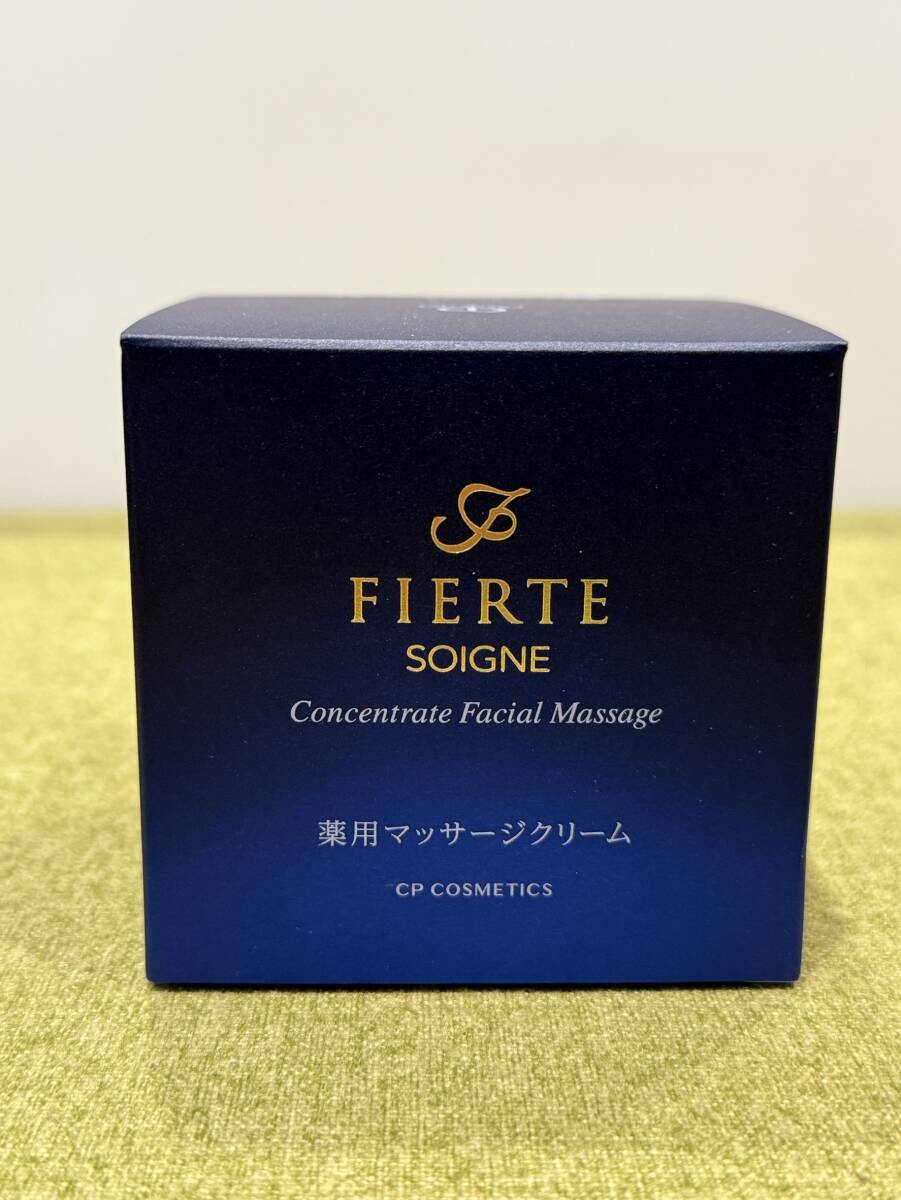 FIERTE
SOIGNE
Concentrate Facial Massage
薬用マッサージクリーム
CP COSMETICS